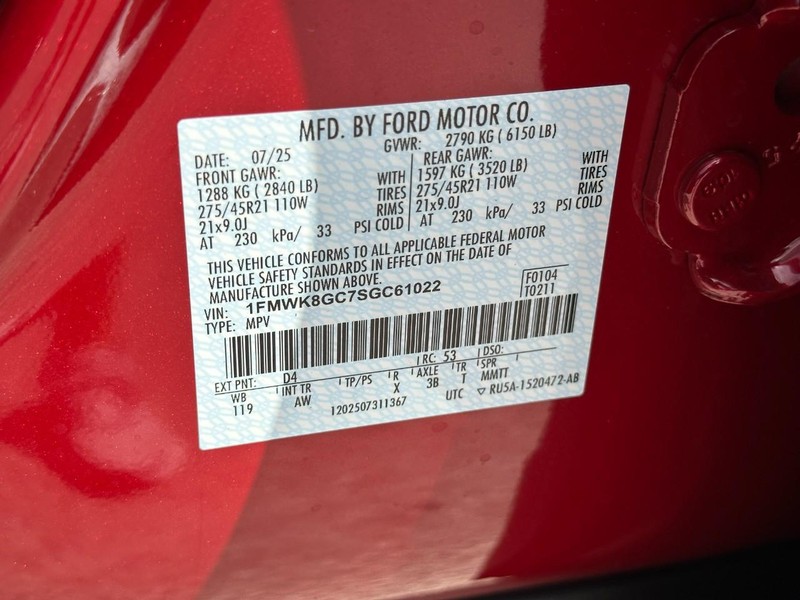 MFD. BY FORD MOTOR CO.
DATE: 07/25 GVWR: 2790 KG ( 6150 LB)
FRONT GAWR: WITH REAR GAWR: WITH
1288 KG ( 2840 LB) TIRES 1597 KG ( 3520 LB) TIRES
275/45R21 110W RIMS 275/45R21 110W RIMS
21x9.0J PSI COLD 21x9.0J PSI COLD
AT 230 kPa/ 33 AT 230 kPa/ 33
THIS VEHICLE CONFORMS TO ALL APPLICABLE FEDERAL MOTOR
VEHICLE SAFETY STANDARDS IN EFFECT ON THE DATE OF
MANUFACTURE SHOWN ABOVE.
VIN: 1FMWK8GC7SGC61022 F0104
TYPE: MPV T0211
EXT PNT: D4 RC: 53 DSO:
WB INT TR TP/PS R AXLE TR SPR
119 AW X 3B T MMTT
1202507311367 UTC ▽ RU5A-1520472-AB